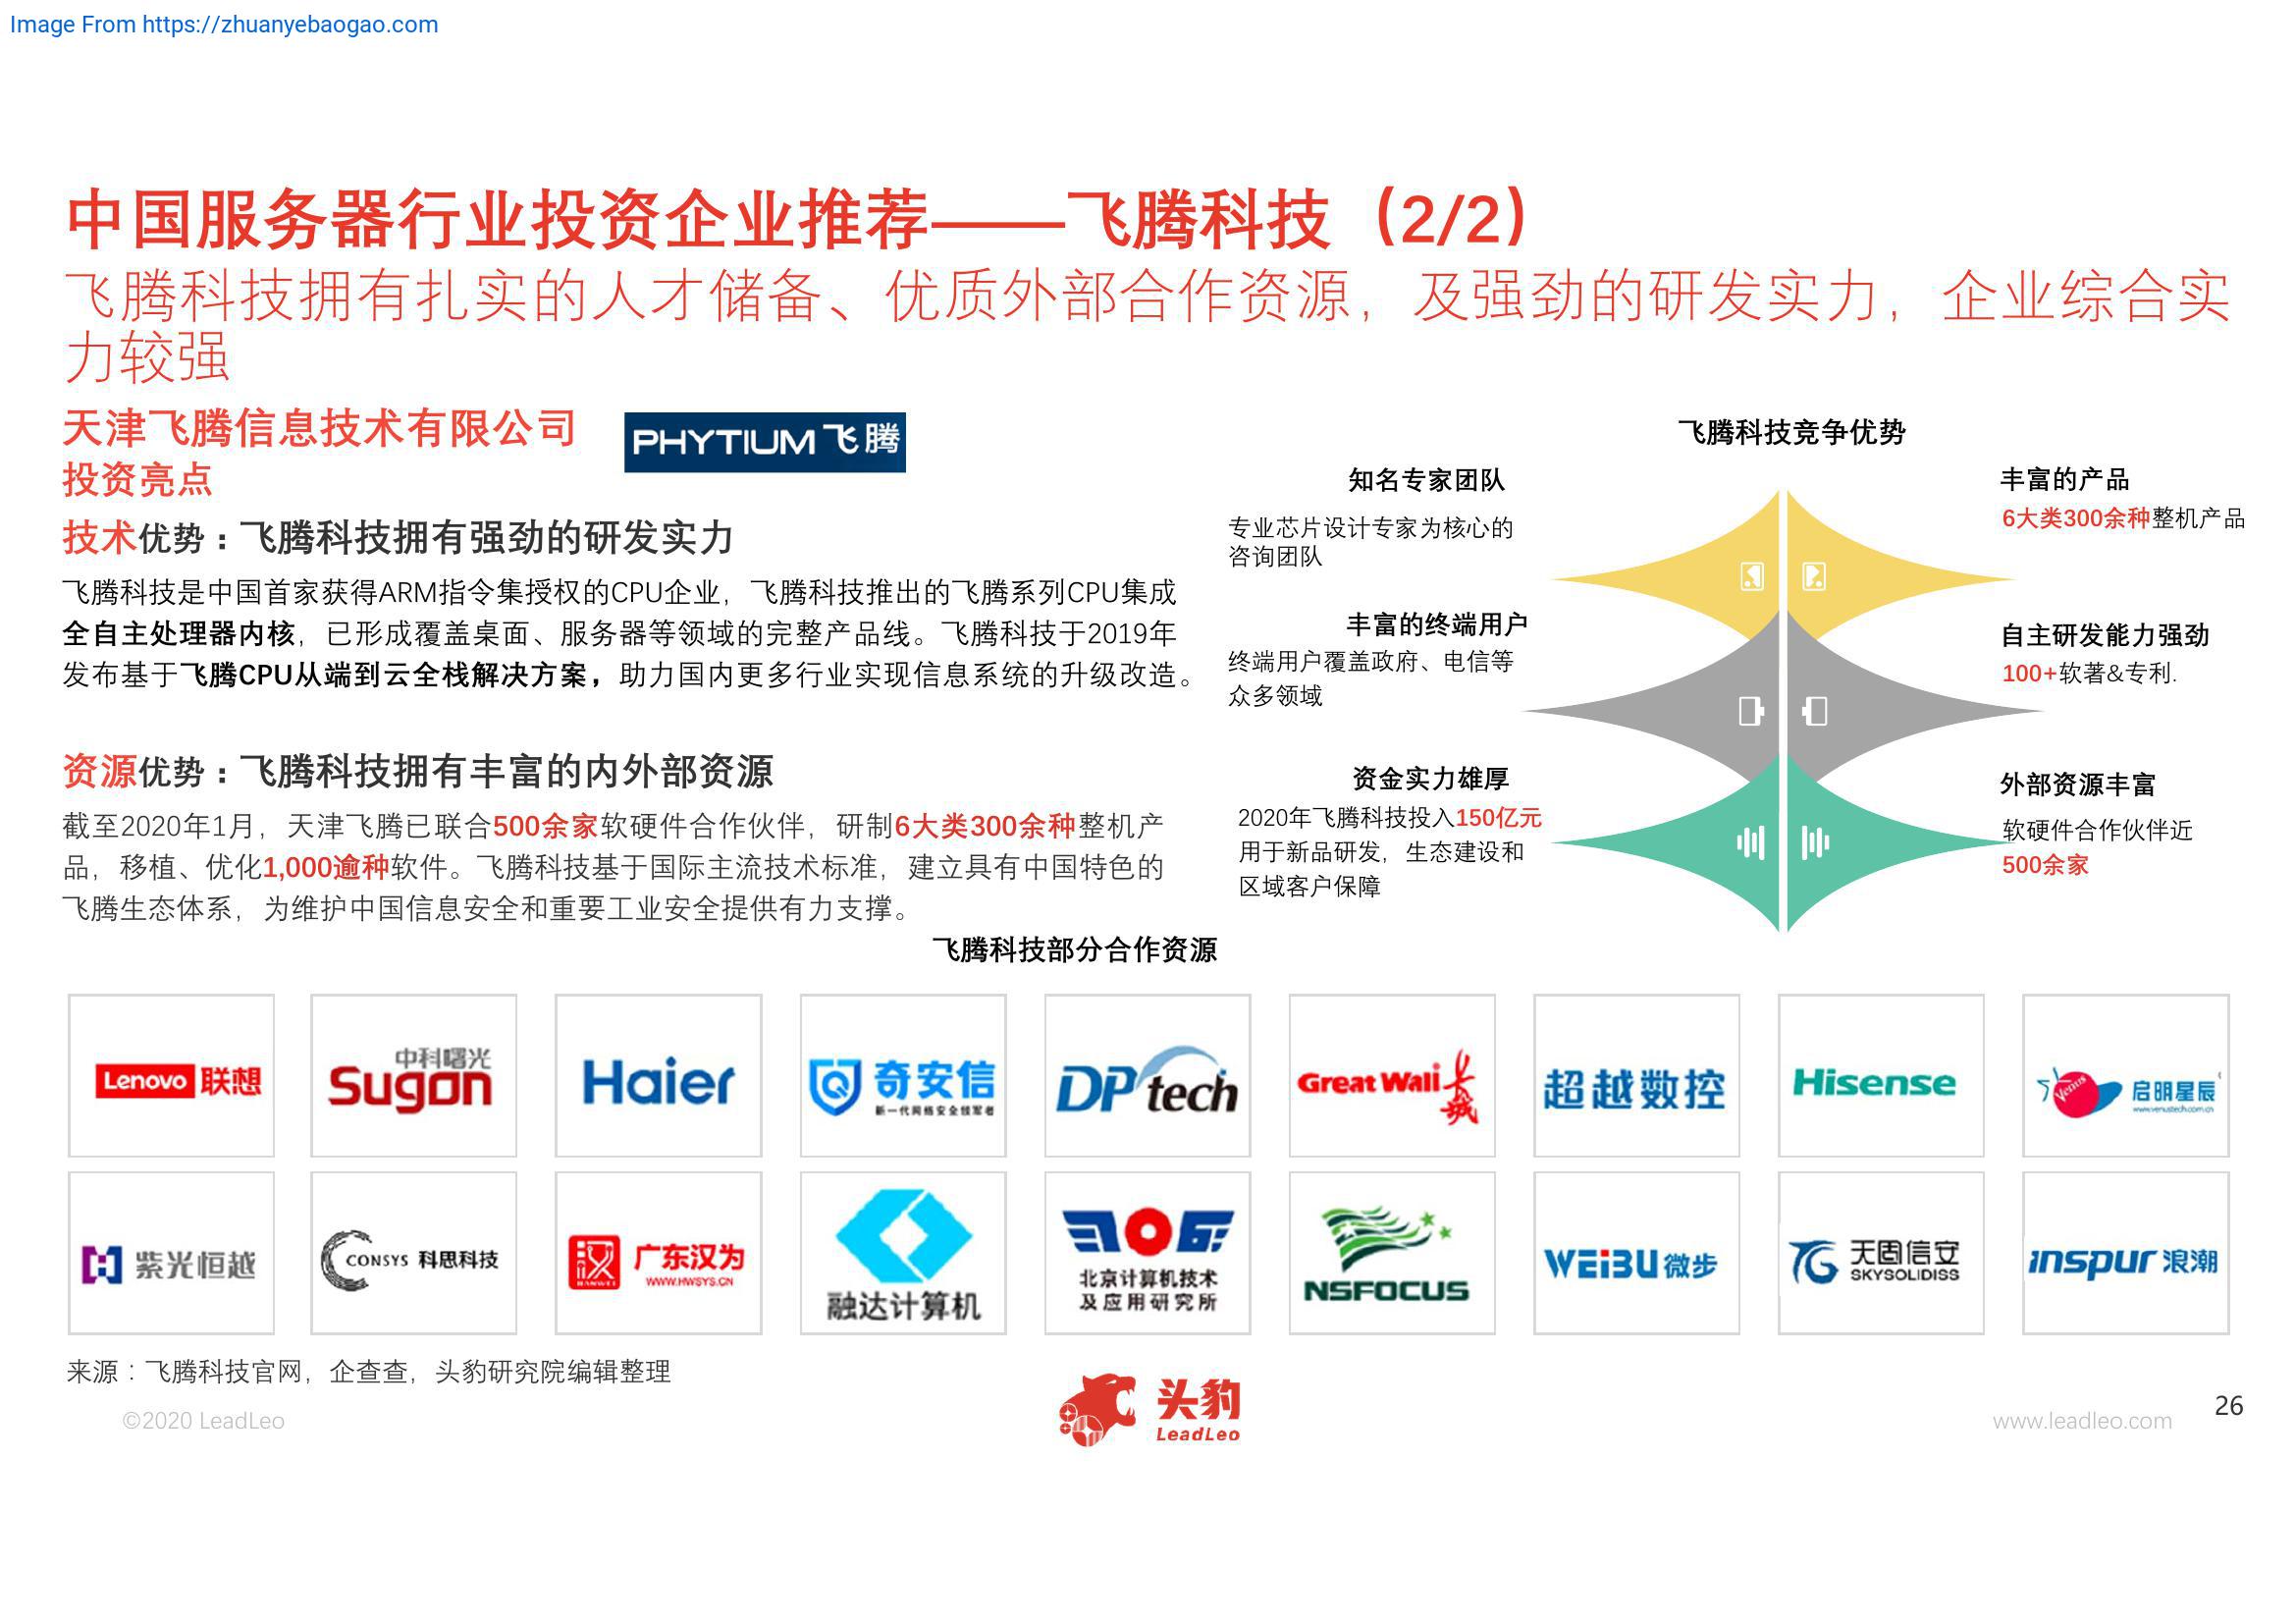 Image From https://zhuanyebaogao.com
中国服务器行业投资企业推荐——飞腾科技（2/2）
飞腾科技拥有扎实的人才储备、优质外部合作资源，及强劲的研发实力，企业综合实
力较强
天津飞腾信息技术有限公司
投资亮点
PHYTIUM飞腾
技术优势：飞腾科技拥有强劲的研发实力
飞腾科技是中国首家获得ARM指令集授权的CPU企业，飞腾科技推出的飞腾系列CPU集成
全自主处理器内核，已形成覆盖桌面、服务器等领域的完整产品线。飞腾科技于2019年
发布基于飞腾CPU从端到云全栈解决方案，助力国内更多行业实现信息系统的升级改造。
资源优势：飞腾科技拥有丰富的内外部资源
截至2020年1月，天津飞腾已联合500余家软硬件合作伙伴，研制6大类300余种整机产
品，移植、优化1,000逾种软件。飞腾科技基于国际主流技术标准，建立具有中国特色的
飞腾生态体系，为维护中国信息安全和重要工业安全提供有力支撑。
飞腾科技竞争优势
知名专家团队
专业芯片设计专家为核心的
咨询团队
丰富的终端用户
终端用户覆盖政府、电信等
众多领域
资金实力雄厚
2020年飞腾科技投入150亿元
用于新品研发，生态建设和
区域客户保障
丰富的产品
6大类300余种整机产品
自主研发能力强劲
100+软著&专利.
外部资源丰富
软硬件合作伙伴近
500余家
飞腾科技部分合作资源
Lenovo 联想
中科曙光
Sugon
Haier
奇安信
新一代网络安全领军者
DPtech
Great Wall 长城
超越数控
Hisense
Venus 启明星辰
www.venustech.com.cn
紫光恒越
CONSYS 科思科技
汉 广东汉为
HANWEI WWW.HWSYS.CN
融达计算机
706
北京计算机技术
及应用研究所
NSFOCUS
WEiBU 微步
TG 天固信安
SKYSOLIDISS
inspur 浪潮
来源：飞腾科技官网，企查查，头豹研究院编辑整理
©2020 LeadLeo
头豹
LeadLeo
www.leadleo.com
26